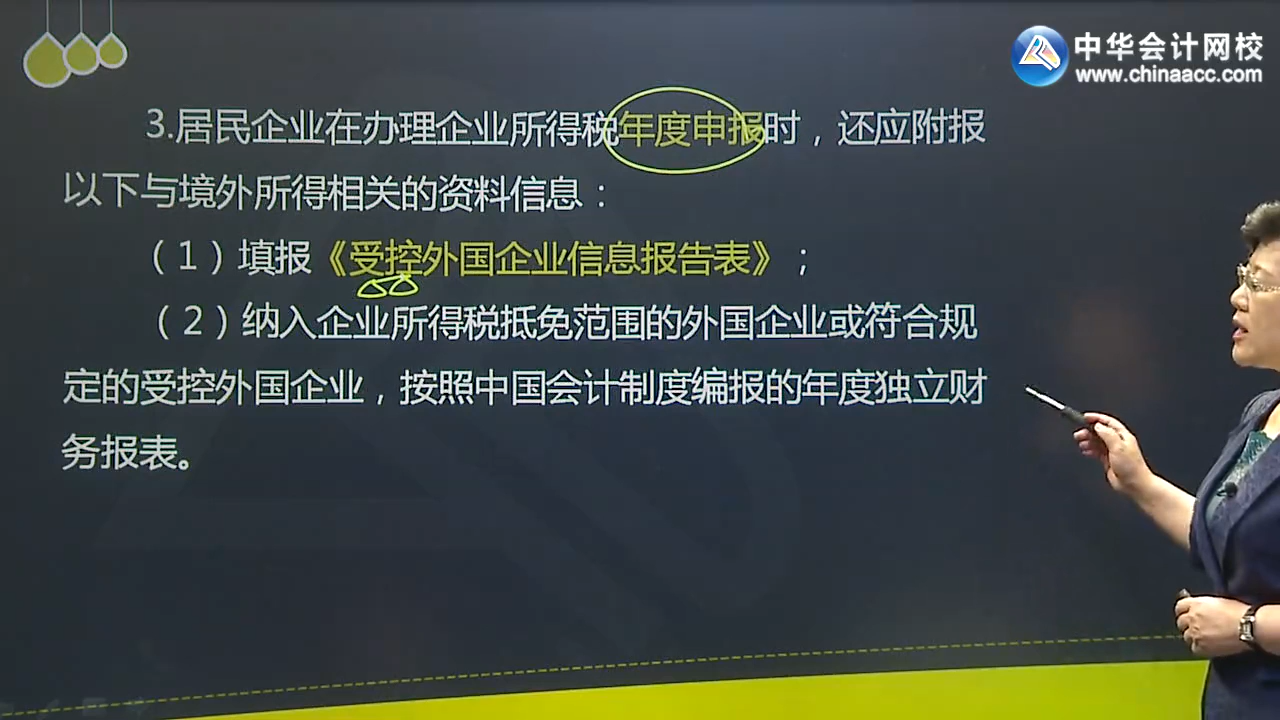 中华会计网校
www.chinaacc.com
3.居民企业在办理企业所得税年度申报时，还应附报
以下与境外所得相关的资料信息：
（1）填报《受控外国企业信息报告表》；
（2）纳入企业所得税抵免范围的外国企业或符合规
定的受控外国企业，按照中国会计制度编报的年度独立财
务报表。